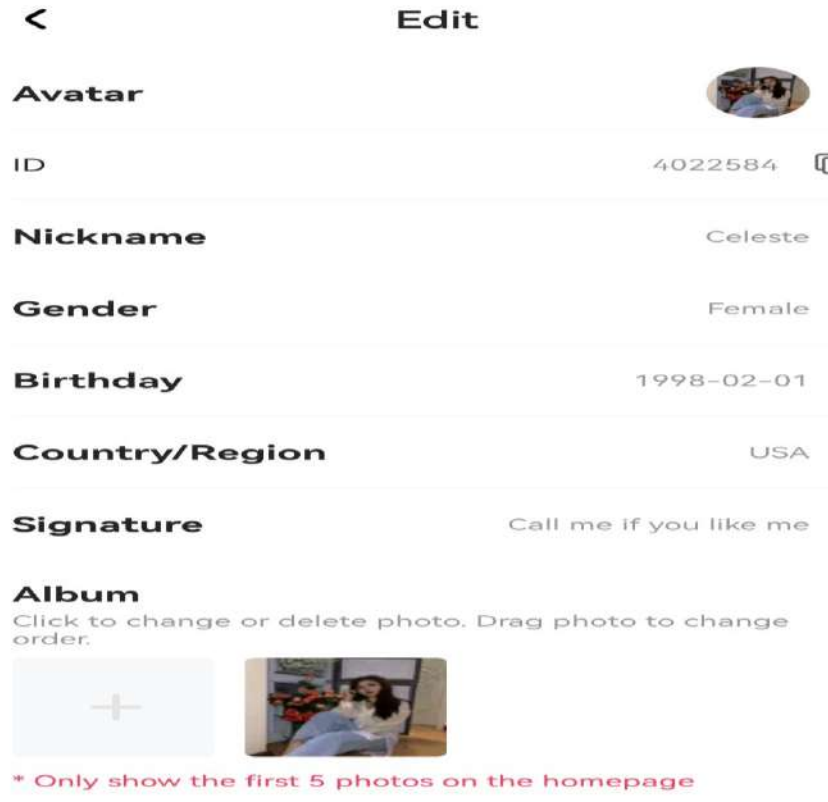 Edit
Avatar
ID 4022584
Nickname Celeste
Gender Female
Birthday 1998-02-01
Country/Region USA
Signature Call me if you like me
Album
Click to change or delete photo. Drag photo to change
order.
* Only show the first 5 photos on the homepage